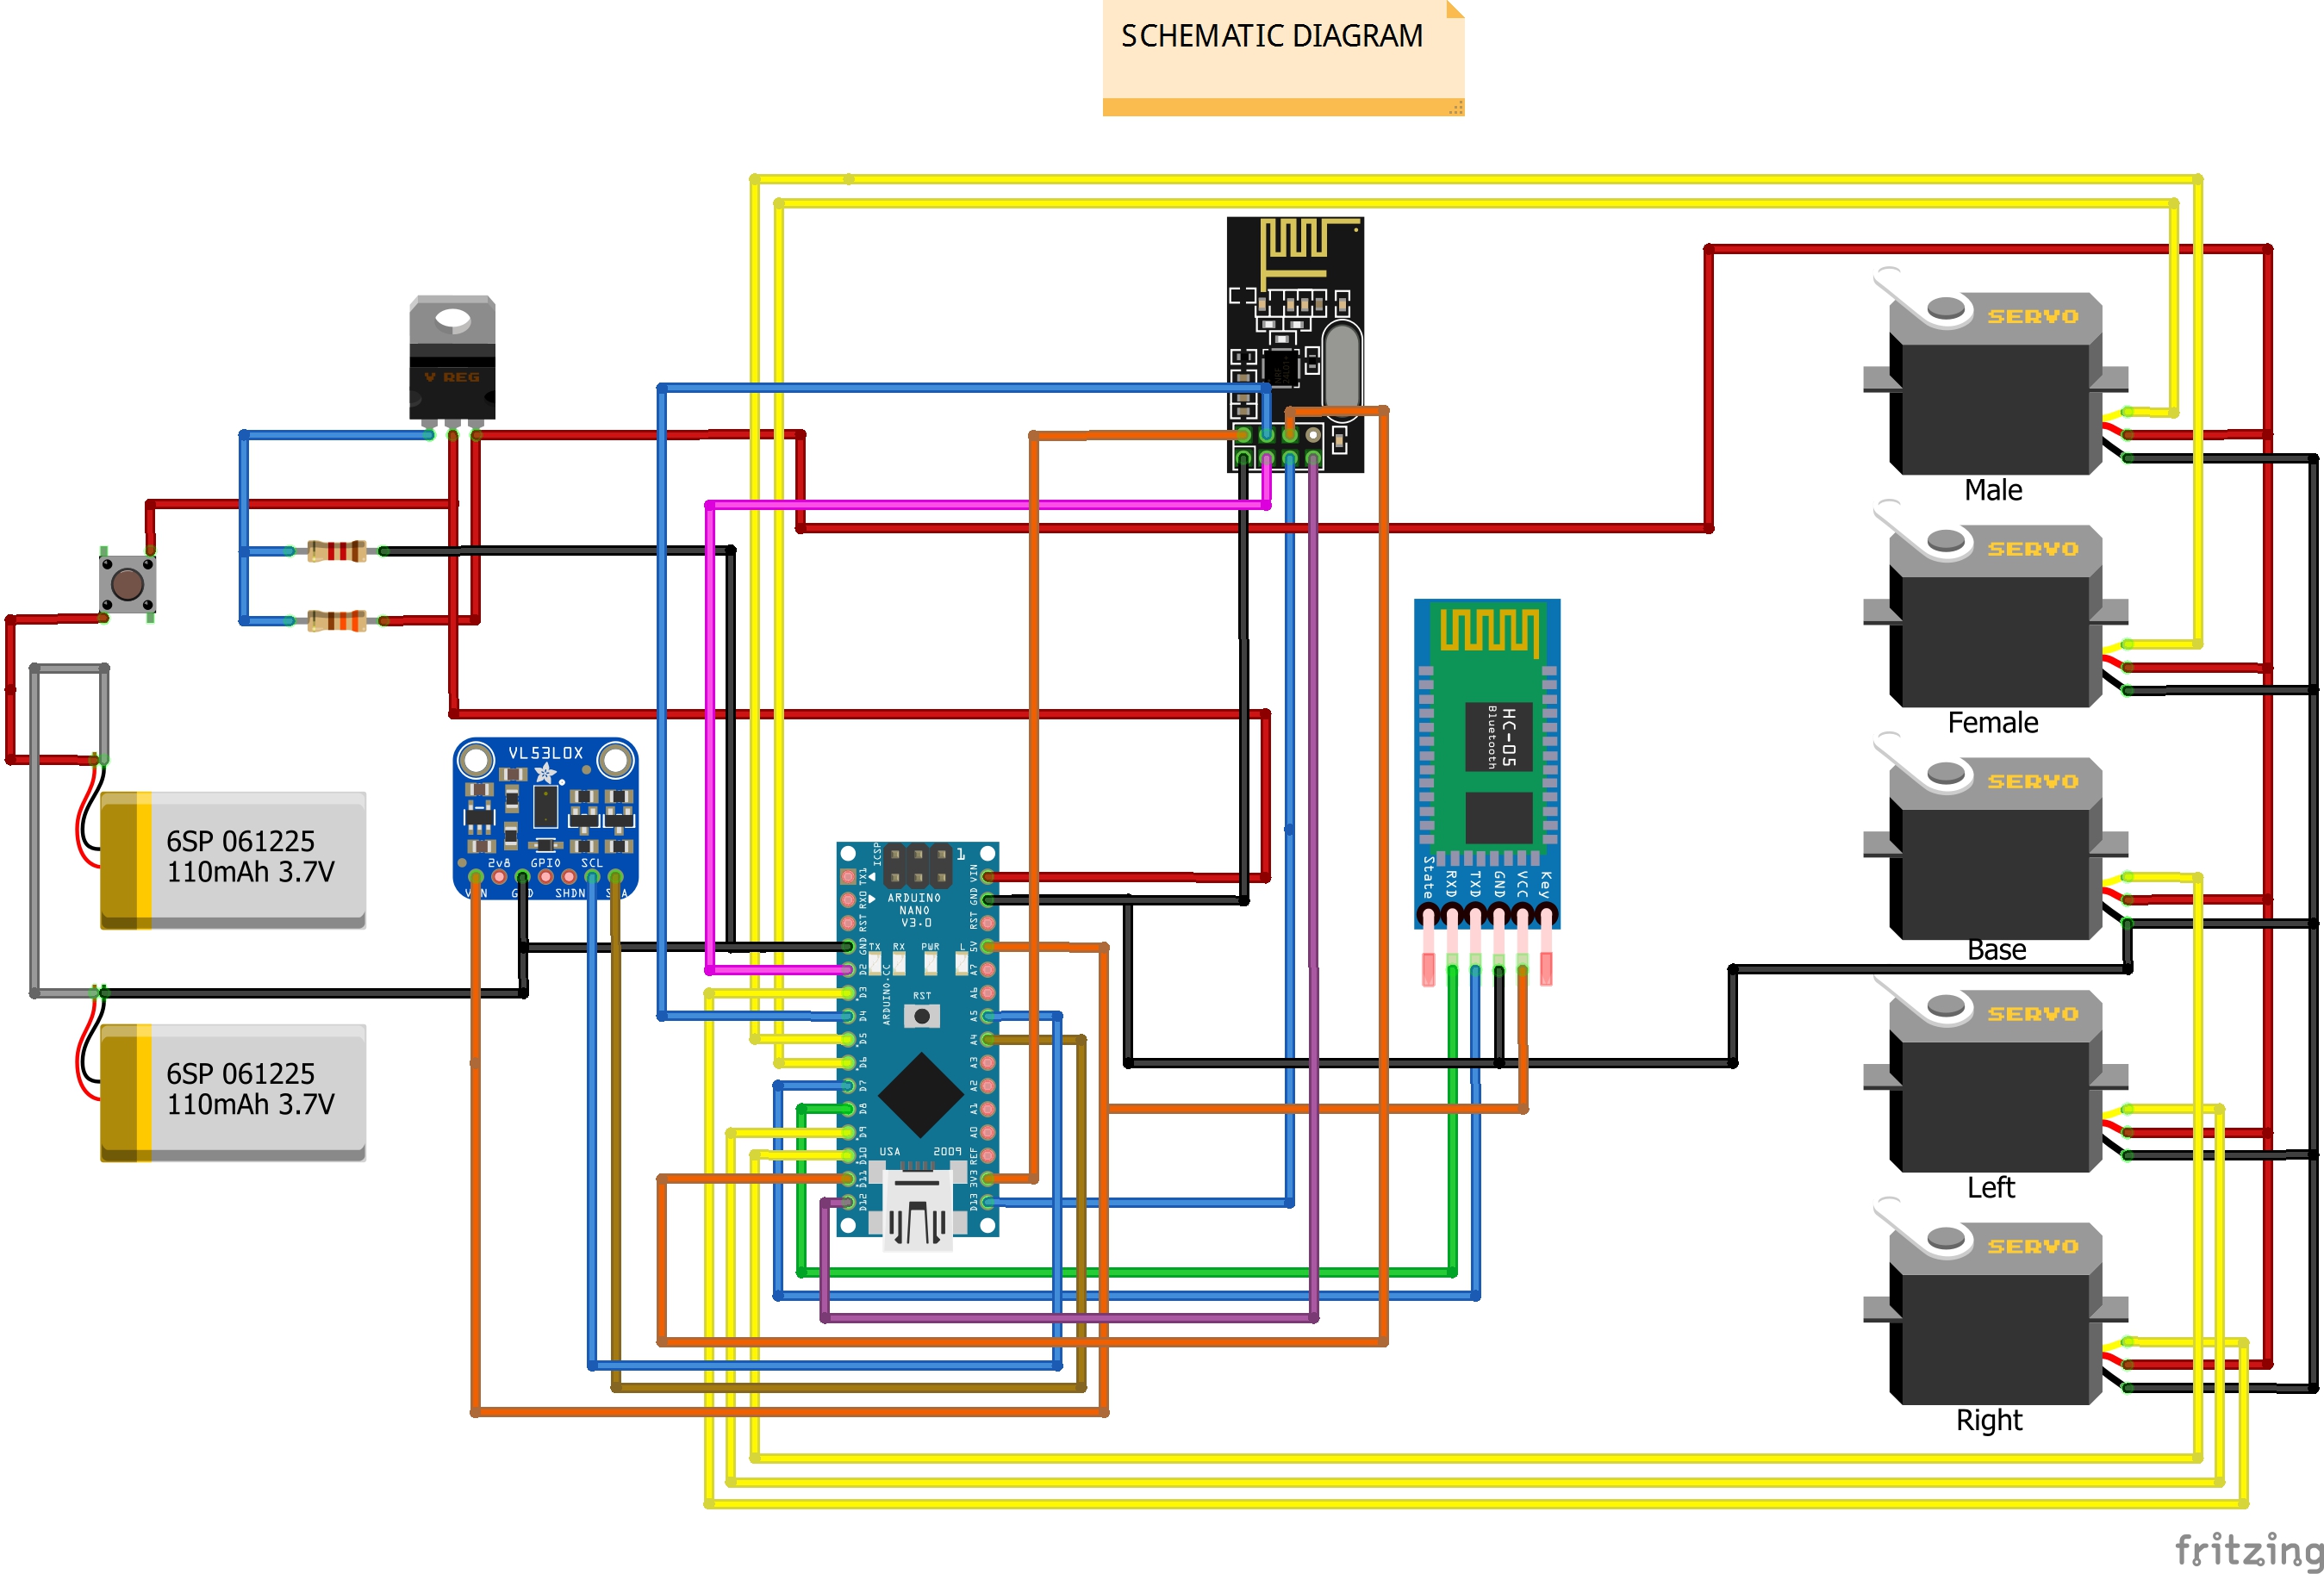 SCHEMATIC DIAGRAM
V REG
SERVO
Male
SERVO
Female
HC-05
Bluetooth
State
RXD
TXD
GND
VCC
Key
VL53L0X
2v8
GPIO
SCL
SHDN
6SP 061225
110mAh 3.7V
6SP 061225
110mAh 3.7V
ICSP
1
ARDUINO
NANO
V3.0
TX1
RX0
RST
GND
D2
D3
D4
D5
D6
D7
D8
D9
D10
D11
D12
VIN
GND
RST
5V
A7
A6
A5
A4
A3
A2
A1
A0
REF
3V3
D13
TX RX PWR L
ARDUINO.CC
RST
USA 2009
SERVO
Base
SERVO
Left
SERVO
Right
fritzing